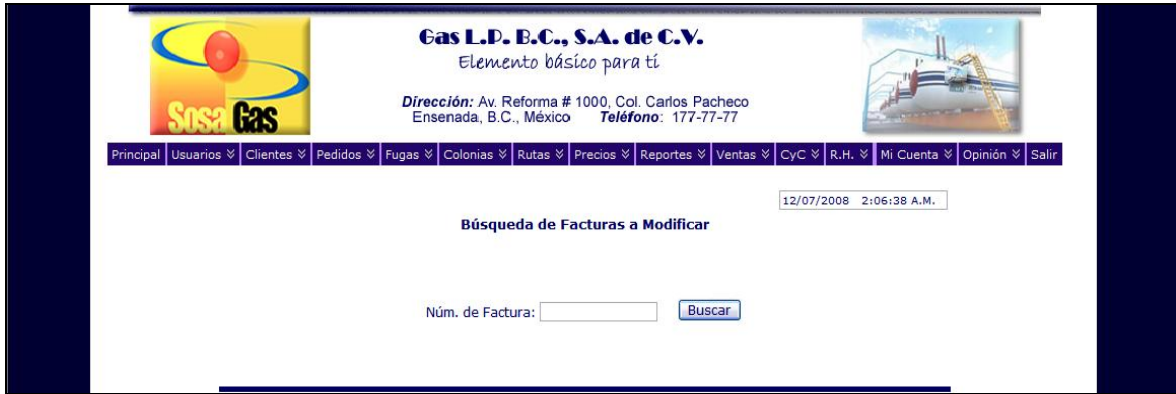 Gas L.P. B.C., S.A. de C.V.
Elemento básico para tí
Sosa Gas
Dirección: Av. Reforma # 1000, Col. Carlos Pacheco
Ensenada, B.C., México Teléfono: 177-77-77
Principal Usuarios Clientes Pedidos Fugas Colonias Rutas Precios Reportes Ventas CyC R.H. Mi Cuenta Opinión Salir
12/07/2008 2:06:38 A.M.
Búsqueda de Facturas a Modificar
Núm. de Factura: Buscar